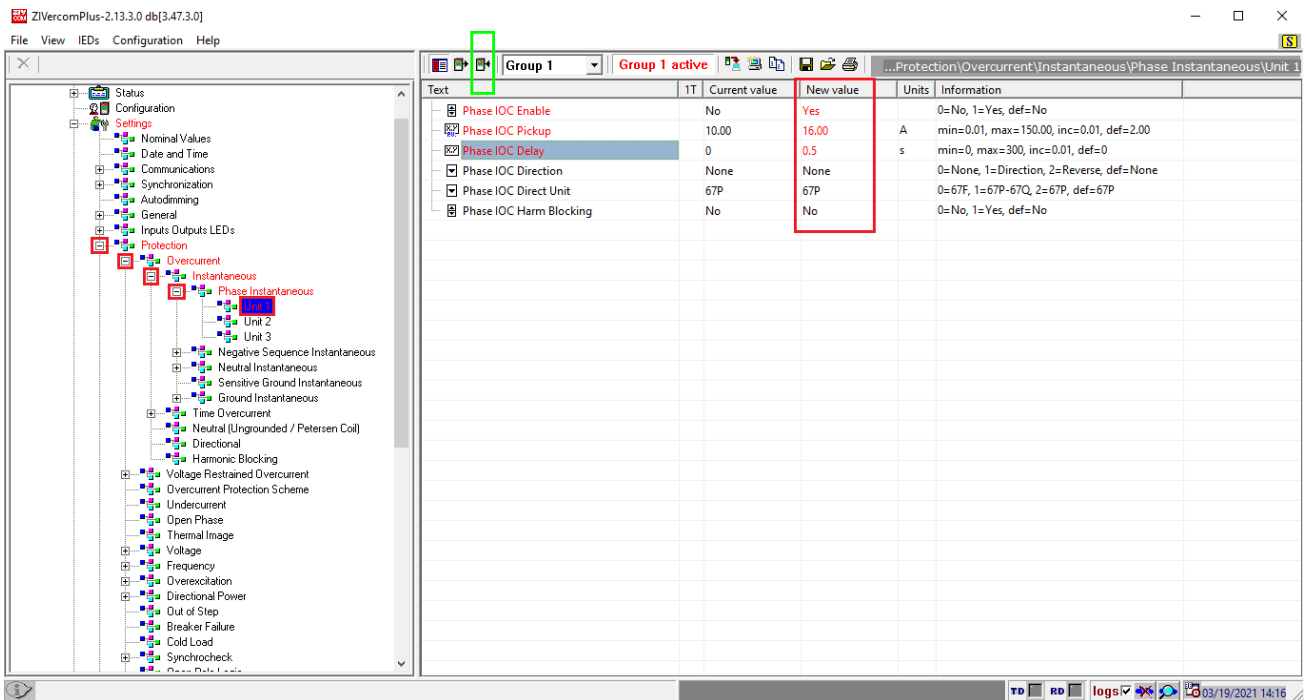 ZIVercomPlus-2.13.3.0 db[3.47.3.0]
File View IEDs Configuration Help
S
Group 1 Group 1 active ...Protection\Overcurrent\Instantaneous\Phase Instantaneous\Unit 1
Text 1T Current value New value Units Information
Phase IOC Enable No Yes 0=No, 1=Yes, def=No
Phase IOC Pickup 10.00 16.00 A min=0.01, max=150.00, inc=0.01, def=2.00
Phase IOC Delay 0 0.5 s min=0, max=300, inc=0.01, def=0
Phase IOC Direction None None 0=None, 1=Direction, 2=Reverse, def=None
Phase IOC Direct Unit 67P 67P 0=67F, 1=67P-67Q, 2=67P, def=67P
Phase IOC Harm Blocking No No 0=No, 1=Yes, def=No
Status
Configuration
Settings
Nominal Values
Date and Time
Communications
Synchronization
Autodimming
General
Inputs Outputs LEDs
Protection
Overcurrent
Instantaneous
Phase Instantaneous
Unit 1
Unit 2
Unit 3
Negative Sequence Instantaneous
Neutral Instantaneous
Sensitive Ground Instantaneous
Ground Instantaneous
Time Overcurrent
Neutral (Ungrounded / Petersen Coil)
Directional
Harmonic Blocking
Voltage Restrained Overcurrent
Overcurrent Protection Scheme
Undercurrent
Open Phase
Thermal Image
Voltage
Frequency
Overexcitation
Directional Power
Out of Step
Breaker Failure
Cold Load
Synchrocheck
TD RD logs 03/19/2021 14:16